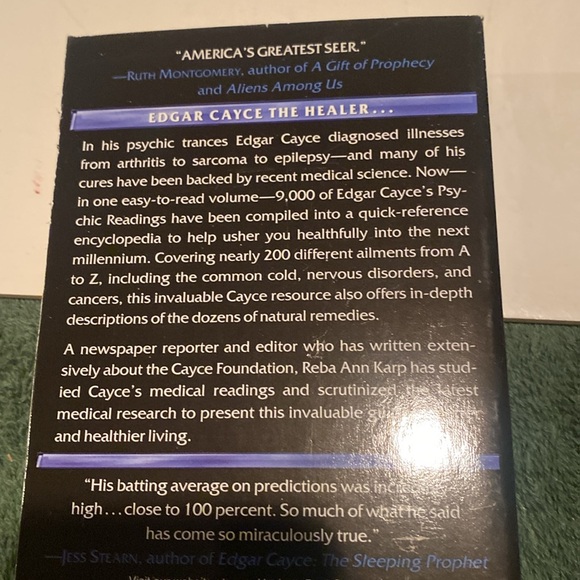 "AMERICA'S GREATEST SEER."
—RUTH MONTGOMERY, author of A Gift of Prophecy
and Aliens Among Us
EDGAR CAYCE THE HEALER...
In his psychic trances Edgar Cayce diagnosed illnesses
from arthritis to sarcoma to epilepsy—and many of his
cures have been backed by recent medical science. Now—
in one easy-to-read volume—9,000 of Edgar Cayce's Psy-
chic Readings have been compiled into a quick-reference
encyclopedia to help usher you healthfully into the next
millennium. Covering nearly 200 different ailments from A
to Z, including the common cold, nervous disorders, and
cancers, this invaluable Cayce resource also offers in-depth
descriptions of the dozens of natural remedies.
A newspaper reporter and editor who has written exten-
sively about the Cayce Foundation, Reba Ann Karp has stud-
ied Cayce's medical readings and scrutinized the latest
medical research to present this invaluable
and healthier living.
"His batting average on predictions was
high...close to 100 percent. So much of what he said
has come so miraculously true."
—JESS STEARN, author of Edgar Cayce: The Sleeping Prophet